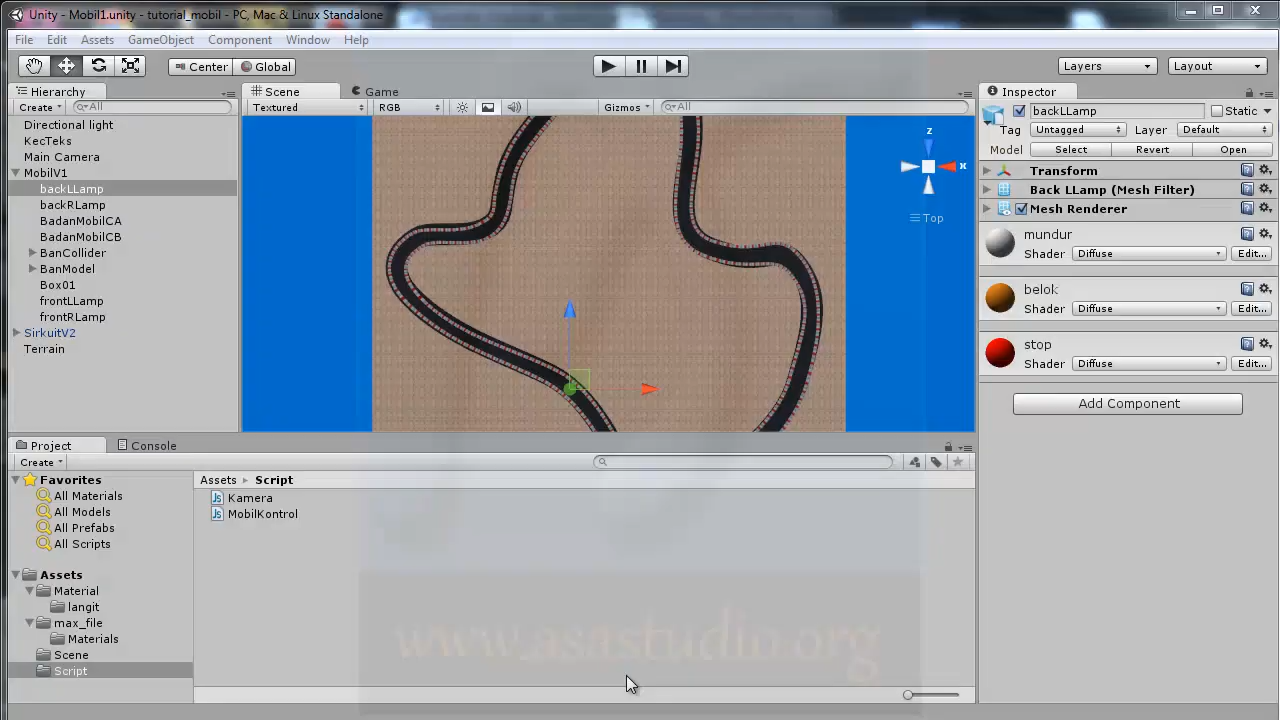 Unity - Mobil1.unity - tutorial_mobil - PC, Mac & Linux Standalone
File Edit Assets GameObject Component Window Help
Center Global Layers Layout
Hierarchy
Create All
Directional light
KecTeks
Main Camera
MobilV1
backLLamp
backRLamp
BadanMobilCA
BadanMobilCB
BanCollider
BanModel
Box01
frontLLamp
frontRLamp
SirkuitV2
Terrain
Scene Game
Textured RGB Gizmos All
z
x
Top
Inspector
backLLamp Static
Tag Untagged Layer Default
Model Select Revert Open
Transform
Back LLamp (Mesh Filter)
Mesh Renderer
mundur
Shader Diffuse Edit...
belok
Shader Diffuse Edit...
stop
Shader Diffuse Edit...
Add Component
Project Console
Create
Favorites
All Materials
All Models
All Prefabs
All Scripts
Assets
Material
langit
max_file
Materials
Scene
Script
Assets Script
Kamera
MobilKontrol
www.asastudio.org